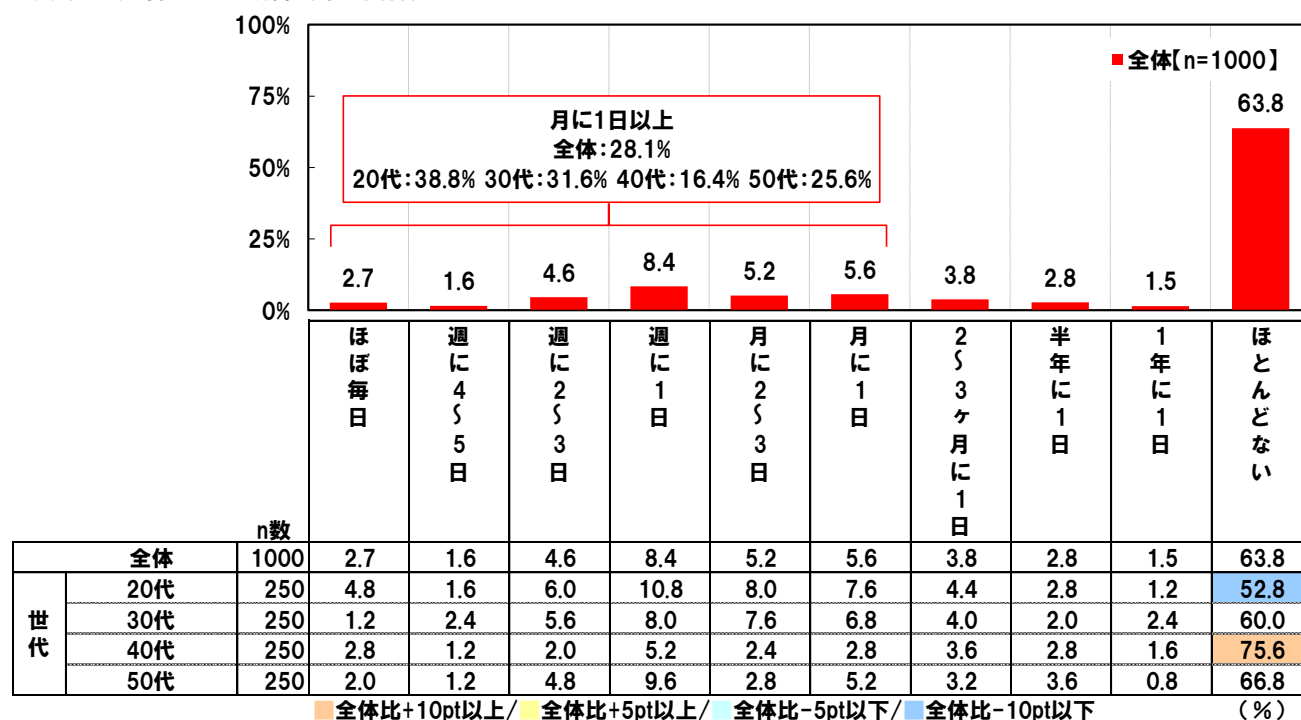 100%
75%
50%
25%
0%
■全体【n=1000】
月に1日以上
全体:28.1%
20代:38.8% 30代:31.6% 40代:16.4% 50代:25.6%
2.7 1.6 4.6 8.4 5.2 5.6 3.8 2.8 1.5 63.8
ほぼ毎日
週に4~5日
週に2~3日
週に1日
月に2~3日
月に1日
2~3ヶ月に1日
半年に1日
1年に1日
ほとんどない
n数
全体 1000 2.7 1.6 4.6 8.4 5.2 5.6 3.8 2.8 1.5 63.8
世代
20代 250 4.8 1.6 6.0 10.8 8.0 7.6 4.4 2.8 1.2 52.8
30代 250 1.2 2.4 5.6 8.0 7.6 6.8 4.0 2.0 2.4 60.0
40代 250 2.8 1.2 2.0 5.2 2.4 2.8 3.6 2.8 1.6 75.6
50代 250 2.0 1.2 4.8 9.6 2.8 5.2 3.2 3.6 0.8 66.8
■全体比+10pt以上/■全体比+5pt以上/■全体比-5pt以下/■全体比-10pt以下 (%)